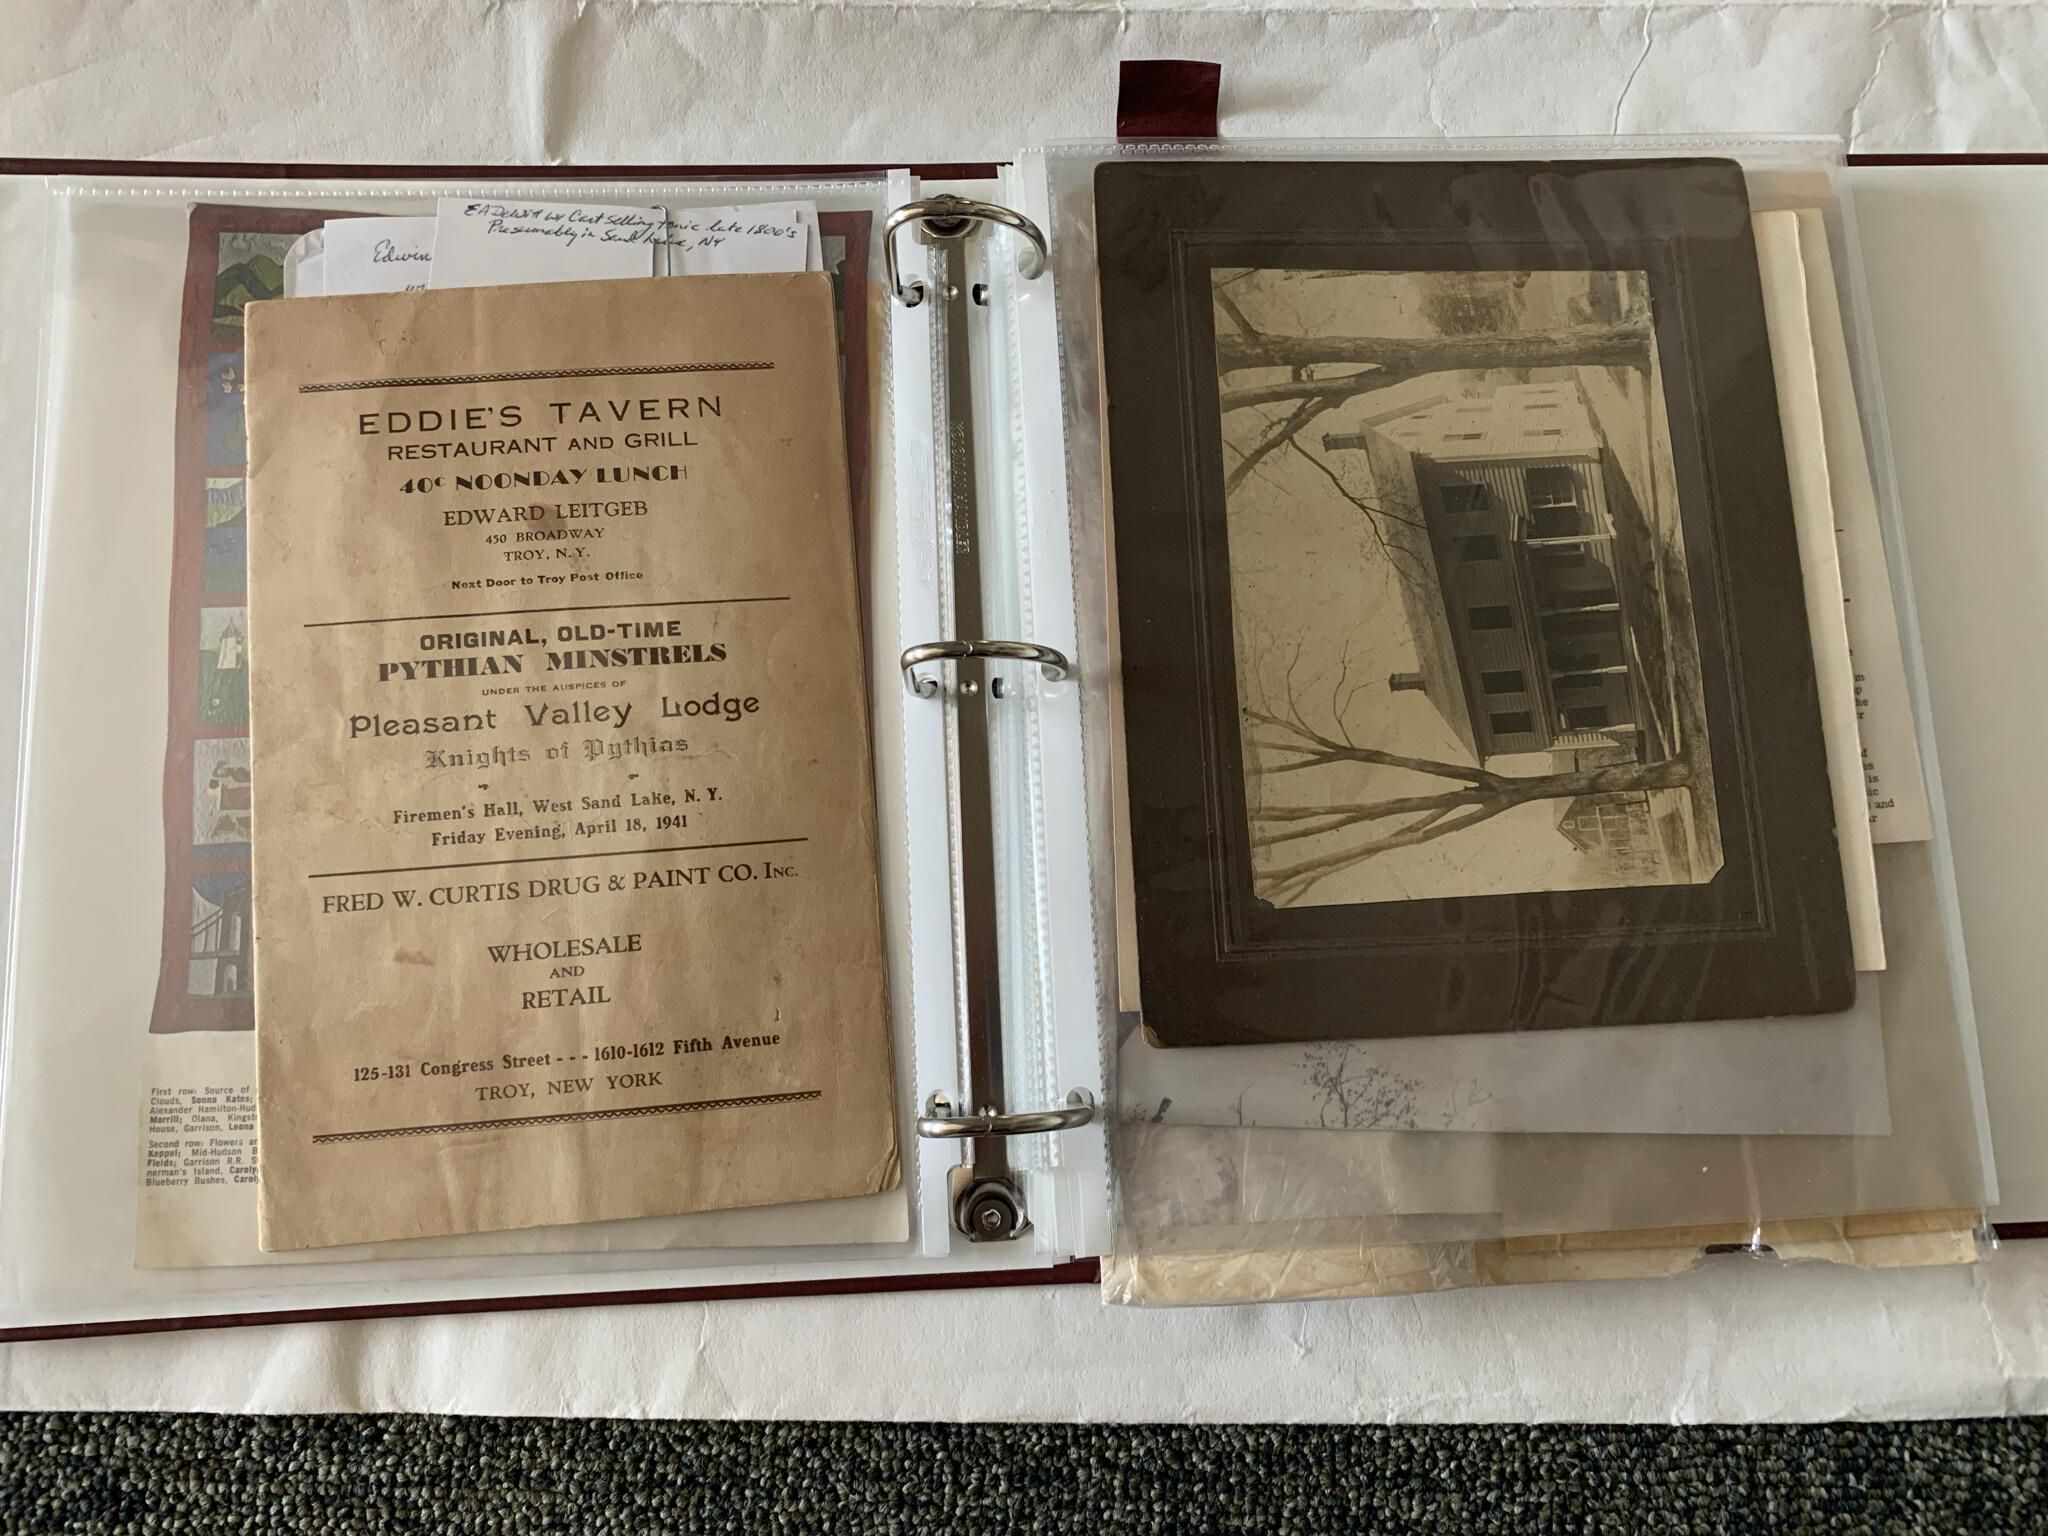 E A DeWitt w Cart Selling tonic late 1800's
Presumably in Sand Lake, NY
Edwin
EDDIE'S TAVERN
RESTAURANT AND GRILL
40c NOONDAY LUNCH
EDWARD LEITGEB
450 BROADWAY
TROY, N. Y.
Next Door to Troy Post Office
ORIGINAL, OLD-TIME
PYTHIAN MINSTRELS
UNDER THE AUSPICES OF
Pleasant Valley Lodge
Knights of Pythias
Firemen's Hall, West Sand Lake, N. Y.
Friday Evening, April 18, 1941
FRED W. CURTIS DRUG & PAINT CO. INC.
WHOLESALE
AND
RETAIL
125-131 Congress Street - - - 1610-1612 Fifth Avenue
TROY, NEW YORK
First row: Source of
Clouds, Sonna Kates;
Alexander Hamilton-Hud
Morrill; Olana, Kingst
House, Garrison, Leona
Second row: Flowers an
Keppel; Mid-Hudson B
Fields; Garrison R.R. S
nerman's Island, Caroly
Blueberry Bushes, Carol
and